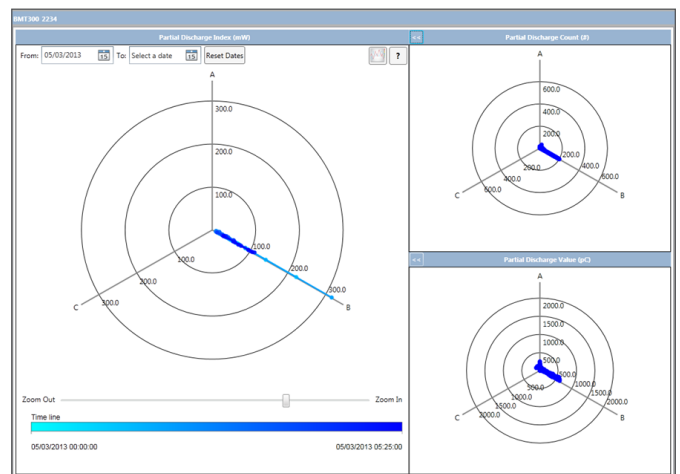 BMT300 2234
Partial Discharge Index (mW)
From: 05/03/2013 15 To: Select a date 15 Reset Dates ?
A
300.0
200.0
100.0
100.0
200.0
300.0
B
100.0
200.0
300.0
C
Zoom Out Zoom In
Time line
05/03/2013 00:00:00 05/03/2013 05:25:00
<< Partial Discharge Count (#)
A
600.0
400.0
200.0
200.0
400.0
600.0
B
200.0
400.0
600.0
C
<< Partial Discharge Value (pC)
A
2000.0
1500.0
1000.0
500.0
500.0
1000.0
1500.0
2000.0
B
500.0
1000.0
1500.0
2000.0
C